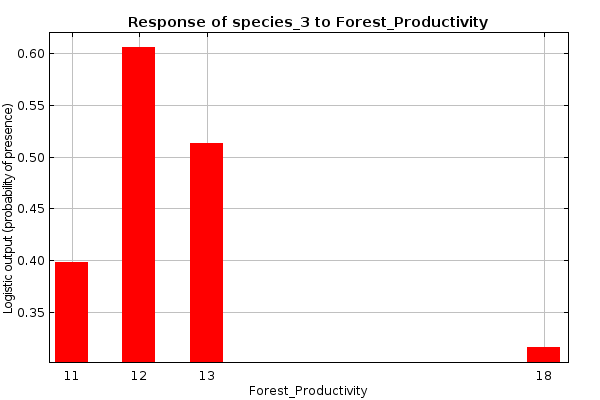 Response of species_3 to Forest_Productivity
Logistic output (probability of presence)
0.60
0.55
0.50
0.45
0.40
0.35
11 12 13 18
Forest_Productivity